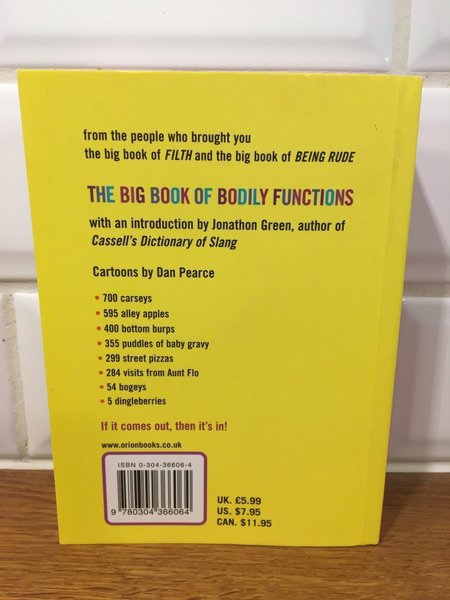 from the people who brought you
the big book of FILTH and the big book of BEING RUDE
THE BIG BOOK OF BODILY FUNCTIONS
with an introduction by Jonathon Green, author of
Cassell's Dictionary of Slang
Cartoons by Dan Pearce
• 700 carseys
• 595 alley apples
• 400 bottom burps
• 355 puddles of baby gravy
• 299 street pizzas
• 284 visits from Aunt Flo
• 54 bogeys
• 5 dingleberries
If it comes out, then it's in!
www.orionbooks.co.uk
ISBN 0-304-36606-4
9 780304 366064
UK. £5.99
US. $7.95
CAN. $11.95